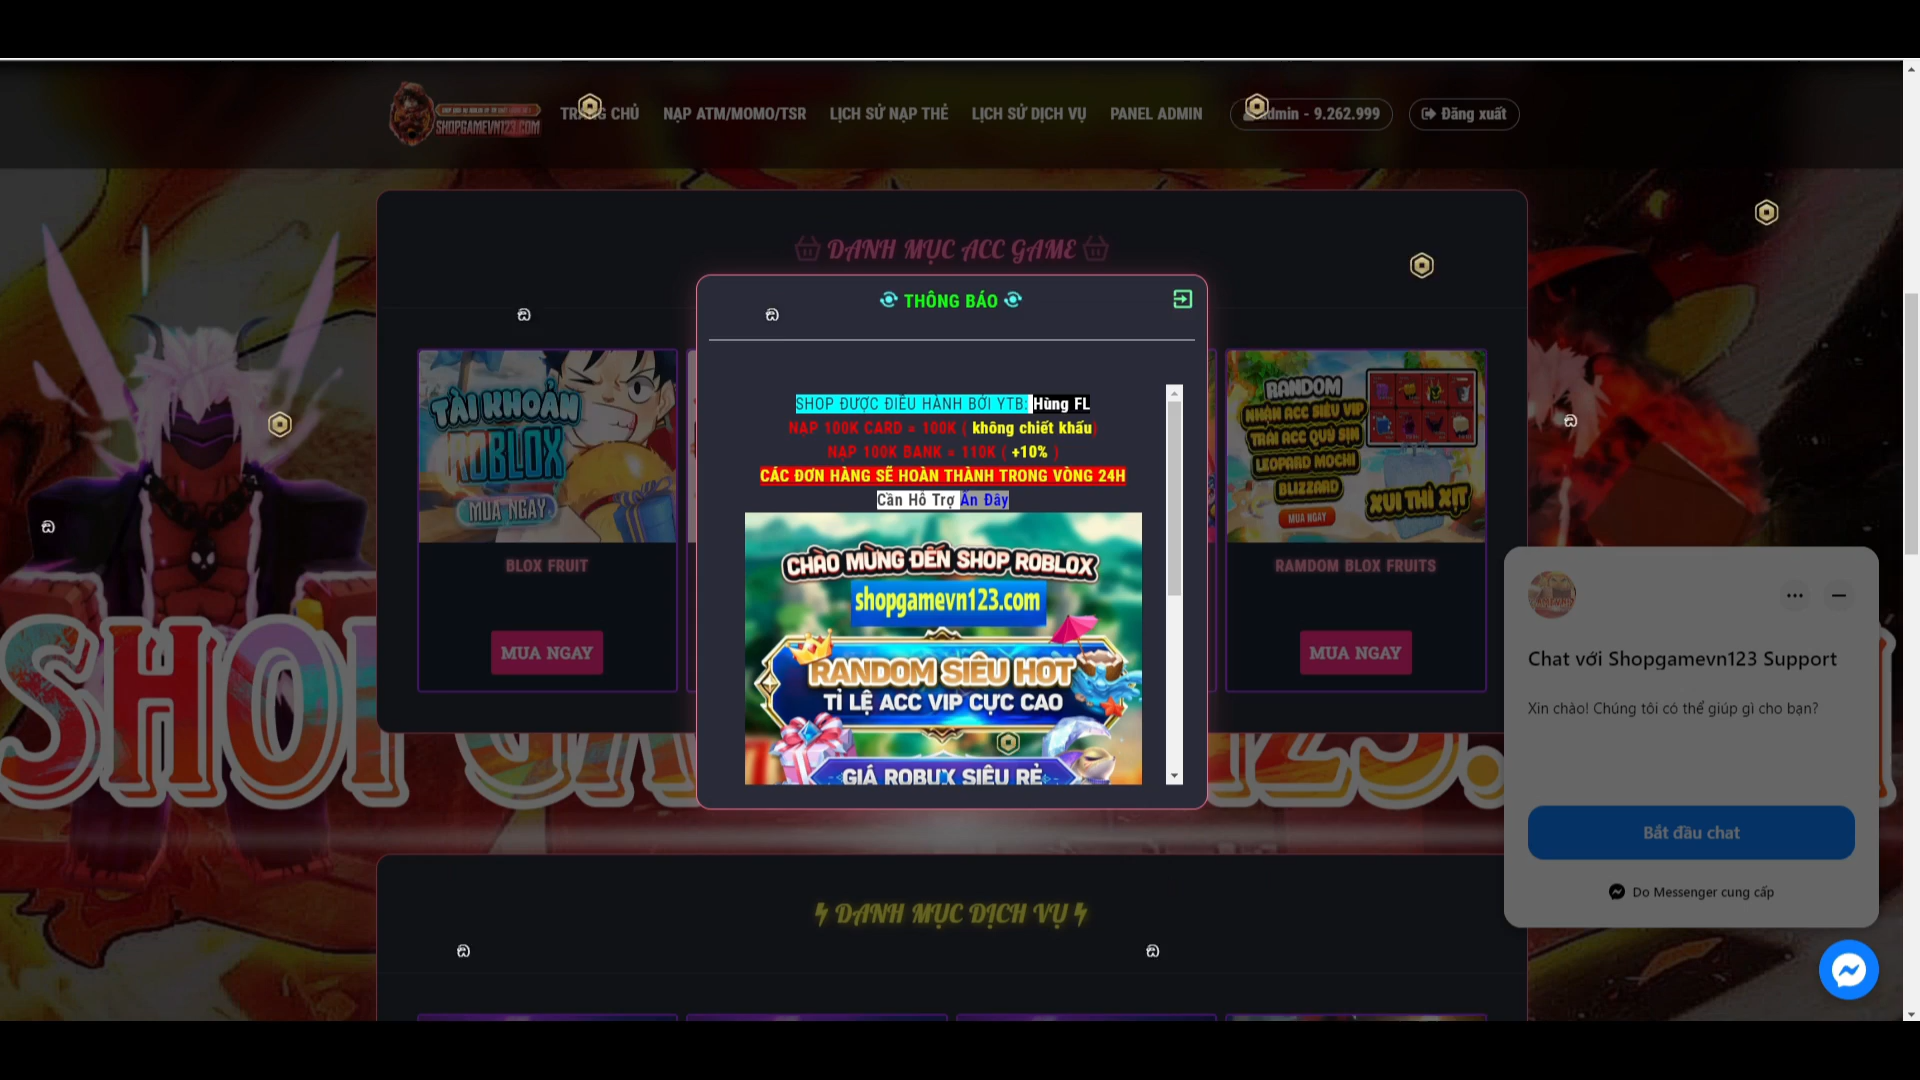 SHOPGAMEVN123.COM
NẠP ATM/MOMO/TSR
LỊCH SỬ NẠP THẺ
LỊCH SỬ DỊCH VỤ
PANEL ADMIN
- 9.262.999
Đăng xuất
DANH MỤC ACC GAME
THÔNG BÁO
SHOP ĐƯỢC ĐIỀU HÀNH BỞI YTB: Hùng FL
NẠP 100K CARD = 100K ( không chiết khấu)
NẠP 100K BANK = 110K ( +10% )
CÁC ĐƠN HÀNG SẼ HOÀN THÀNH TRONG VÒNG 24H
Cần Hỗ Trợ Ấn Đây
CHÀO MỪNG ĐẾN SHOP ROBLOX
shopgamevn123.com
RANDOM SIÊU HOT
TỈ LỆ ACC VIP CỰC CAO
GIÁ ROBUX SIÊU RẺ
TÀI KHOẢN
ROBLOX
MUA NGAY
BLOX FRUIT
MUA NGAY
RANDOM
NHẬN ACC SIÊU VIP
TRÁI ACC QUỶ SỊN
LEOPARD MOCHI
BLIZZARD
MUA NGAY
XUI THÌ XỊT
RAMDOM BLOX FRUITS
MUA NGAY
Chat với Shopgamevn123 Support
Xin chào! Chúng tôi có thể giúp gì cho bạn?
Bắt đầu chat
Do Messenger cung cấp
DANH MỤC DỊCH VỤ